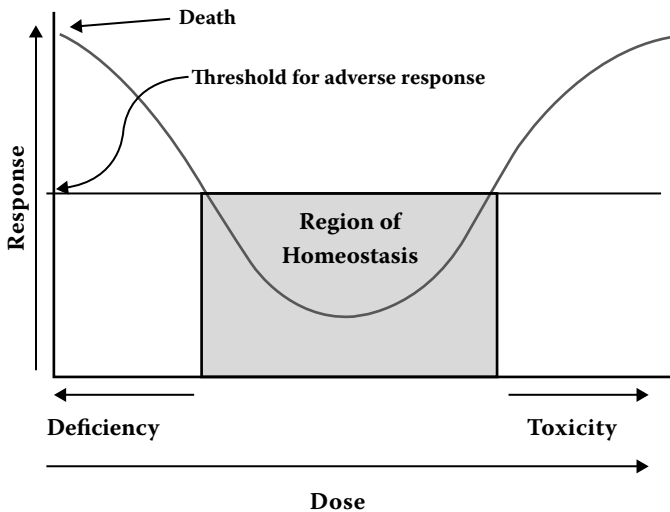 Death
Threshold for adverse response
Response
Region of
Homeostasis
Deficiency
Toxicity
Dose